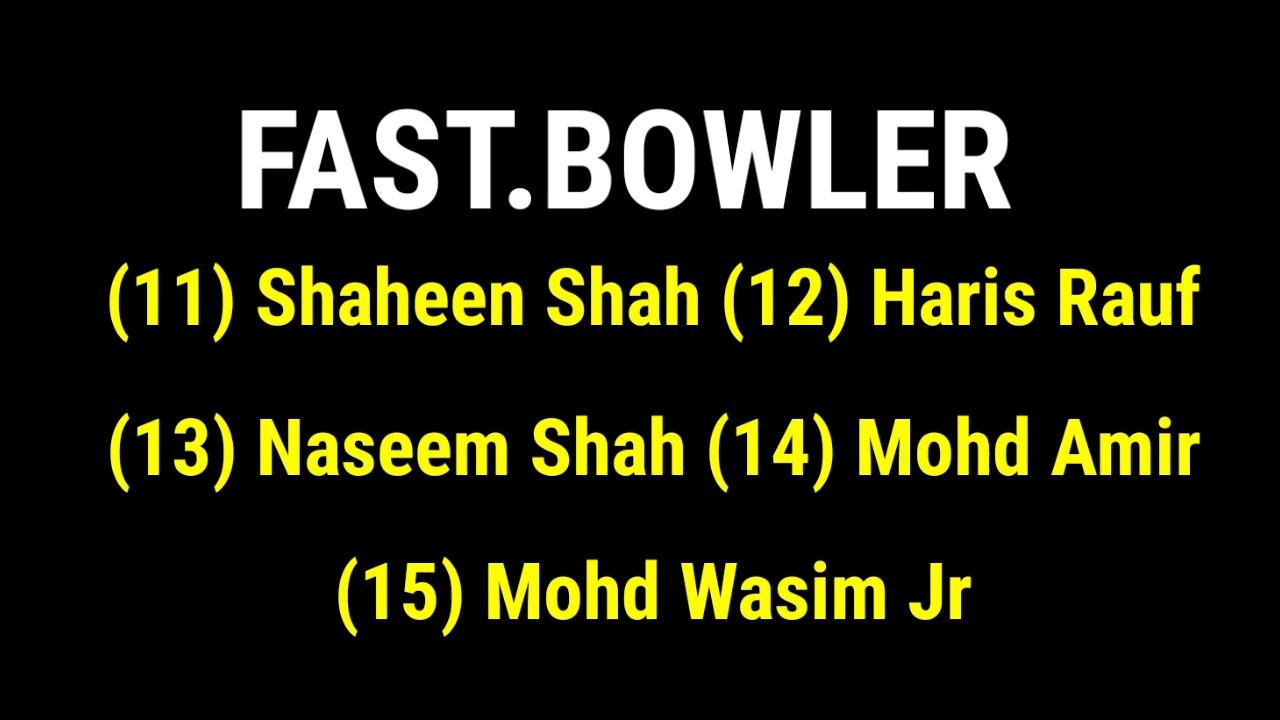 FAST.BOWLER
(11) Shaheen Shah (12) Haris Rauf
(13) Naseem Shah (14) Mohd Amir
(15) Mohd Wasim Jr